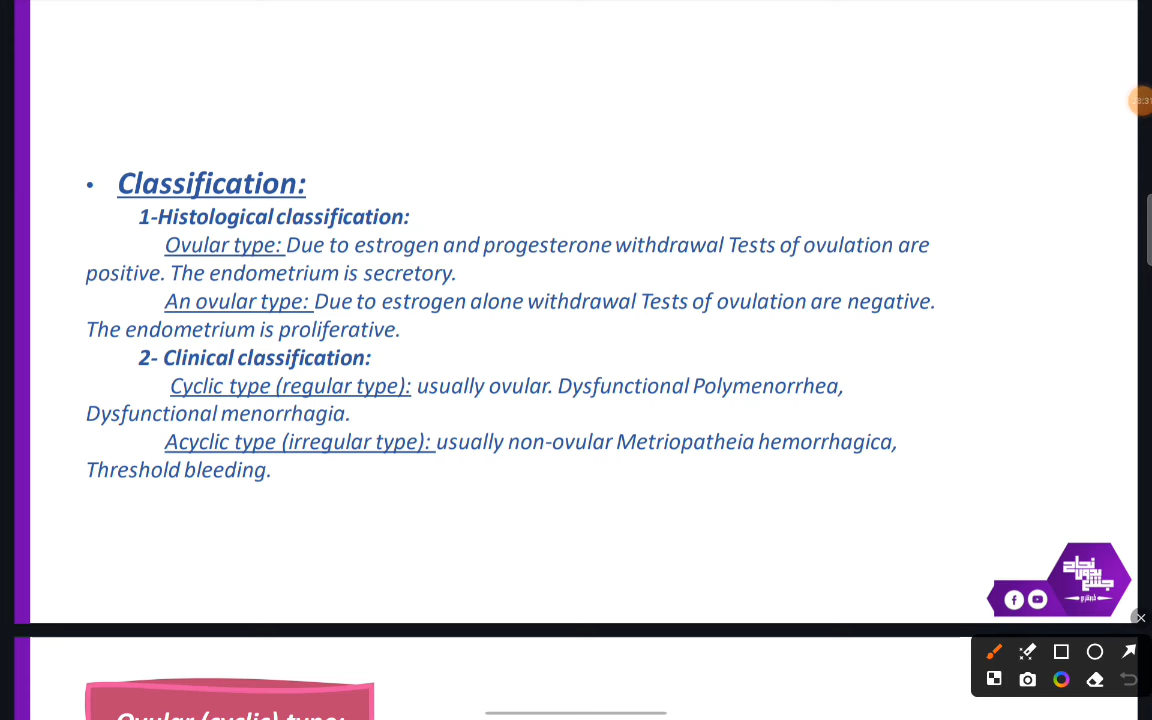 • Classification:
1-Histological classification:
Ovular type: Due to estrogen and progesterone withdrawal Tests of ovulation are
positive. The endometrium is secretory.
An ovular type: Due to estrogen alone withdrawal Tests of ovulation are negative.
The endometrium is proliferative.
2- Clinical classification:
Cyclic type (regular type): usually ovular. Dysfunctional Polymenorrhea,
Dysfunctional menorrhagia.
Acyclic type (irregular type): usually non-ovular Metriopatheia hemorrhagica,
Threshold bleeding.
Ovular (cyclic) type: